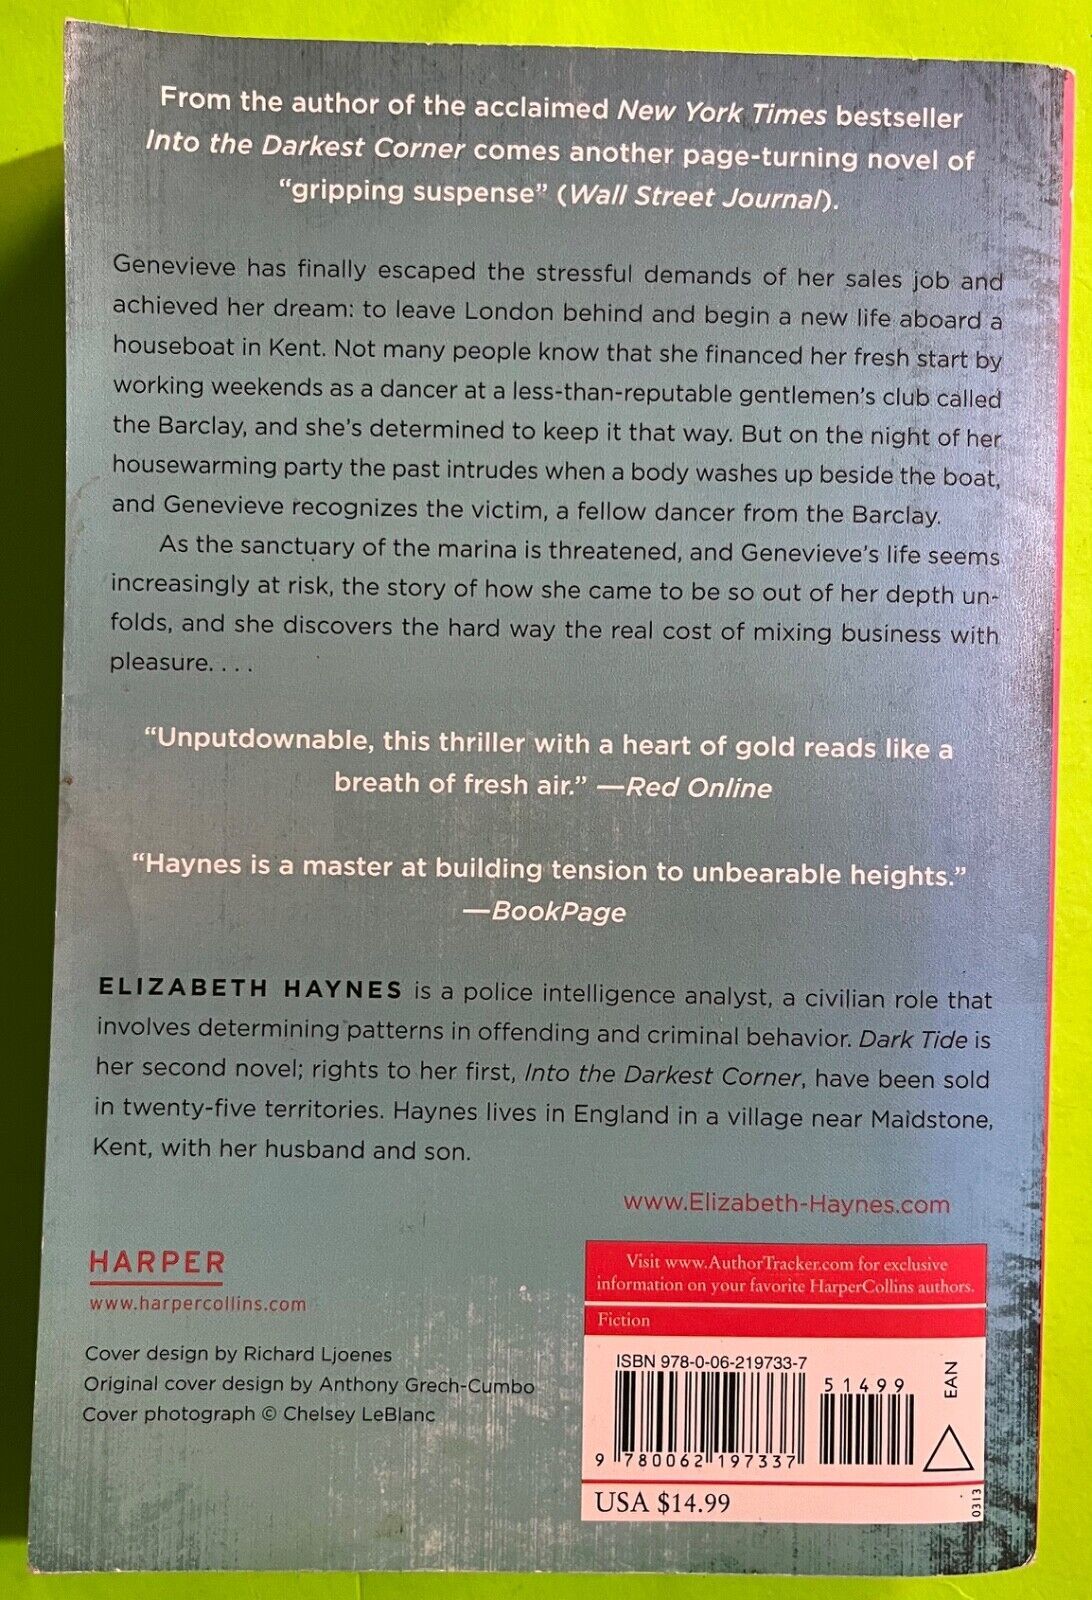 From the author of the acclaimed New York Times bestseller
Into the Darkest Corner comes another page-turning novel of
“gripping suspense” (Wall Street Journal).
Genevieve has finally escaped the stressful demands of her sales job and
achieved her dream: to leave London behind and begin a new life aboard a
houseboat in Kent. Not many people know that she financed her fresh start by
working weekends as a dancer at a less-than-reputable gentlemen’s club called
the Barclay, and she’s determined to keep it that way. But on the night of her
housewarming party the past intrudes when a body washes up beside the boat,
and Genevieve recognizes the victim, a fellow dancer from the Barclay.
As the sanctuary of the marina is threatened, and Genevieve’s life seems
increasingly at risk, the story of how she came to be so out of her depth un-
folds, and she discovers the hard way the real cost of mixing business with
pleasure. . . .
“Unputdownable, this thriller with a heart of gold reads like a
breath of fresh air.” —Red Online
“Haynes is a master at building tension to unbearable heights.”
—BookPage
ELIZABETH HAYNES is a police intelligence analyst, a civilian role that
involves determining patterns in offending and criminal behavior. Dark Tide is
her second novel; rights to her first, Into the Darkest Corner, have been sold
in twenty-five territories. Haynes lives in England in a village near Maidstone,
Kent, with her husband and son.
www.Elizabeth-Haynes.com
HARPER
www.harpercollins.com
Cover design by Richard Ljoenes
Original cover design by Anthony Grech-Cumbo
Cover photograph © Chelsey LeBlanc
Visit www.AuthorTracker.com for exclusive
information on your favorite HarperCollins authors.
Fiction
ISBN 978-0-06-219733-7
51499
EAN
9 780062 197337
USA $14.99
0313